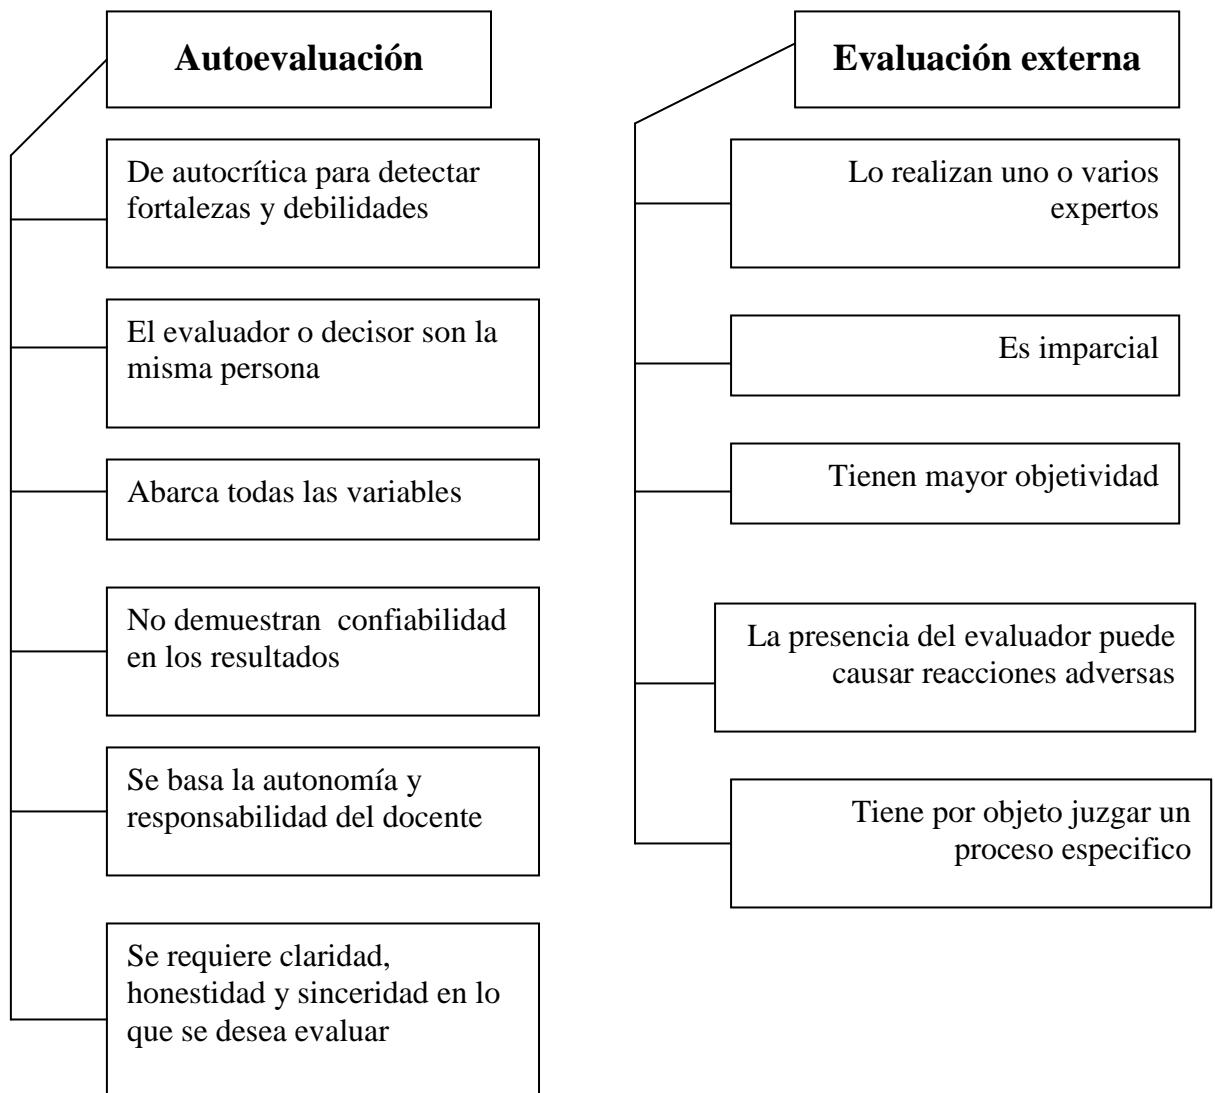 Autoevaluación
De autocrítica para detectar
fortalezas y debilidades
El evaluador o decisor son la
misma persona
Abarca todas las variables
No demuestran  confiabilidad
en los resultados
Se basa la autonomía y
responsabilidad del docente
Se requiere claridad,
honestidad y sinceridad en lo
que se desea evaluar
Evaluación externa
Lo realizan uno o varios
expertos
Es imparcial
Tienen mayor objetividad
La presencia del evaluador puede
causar reacciones adversas
Tiene por objeto juzgar un
proceso especifico